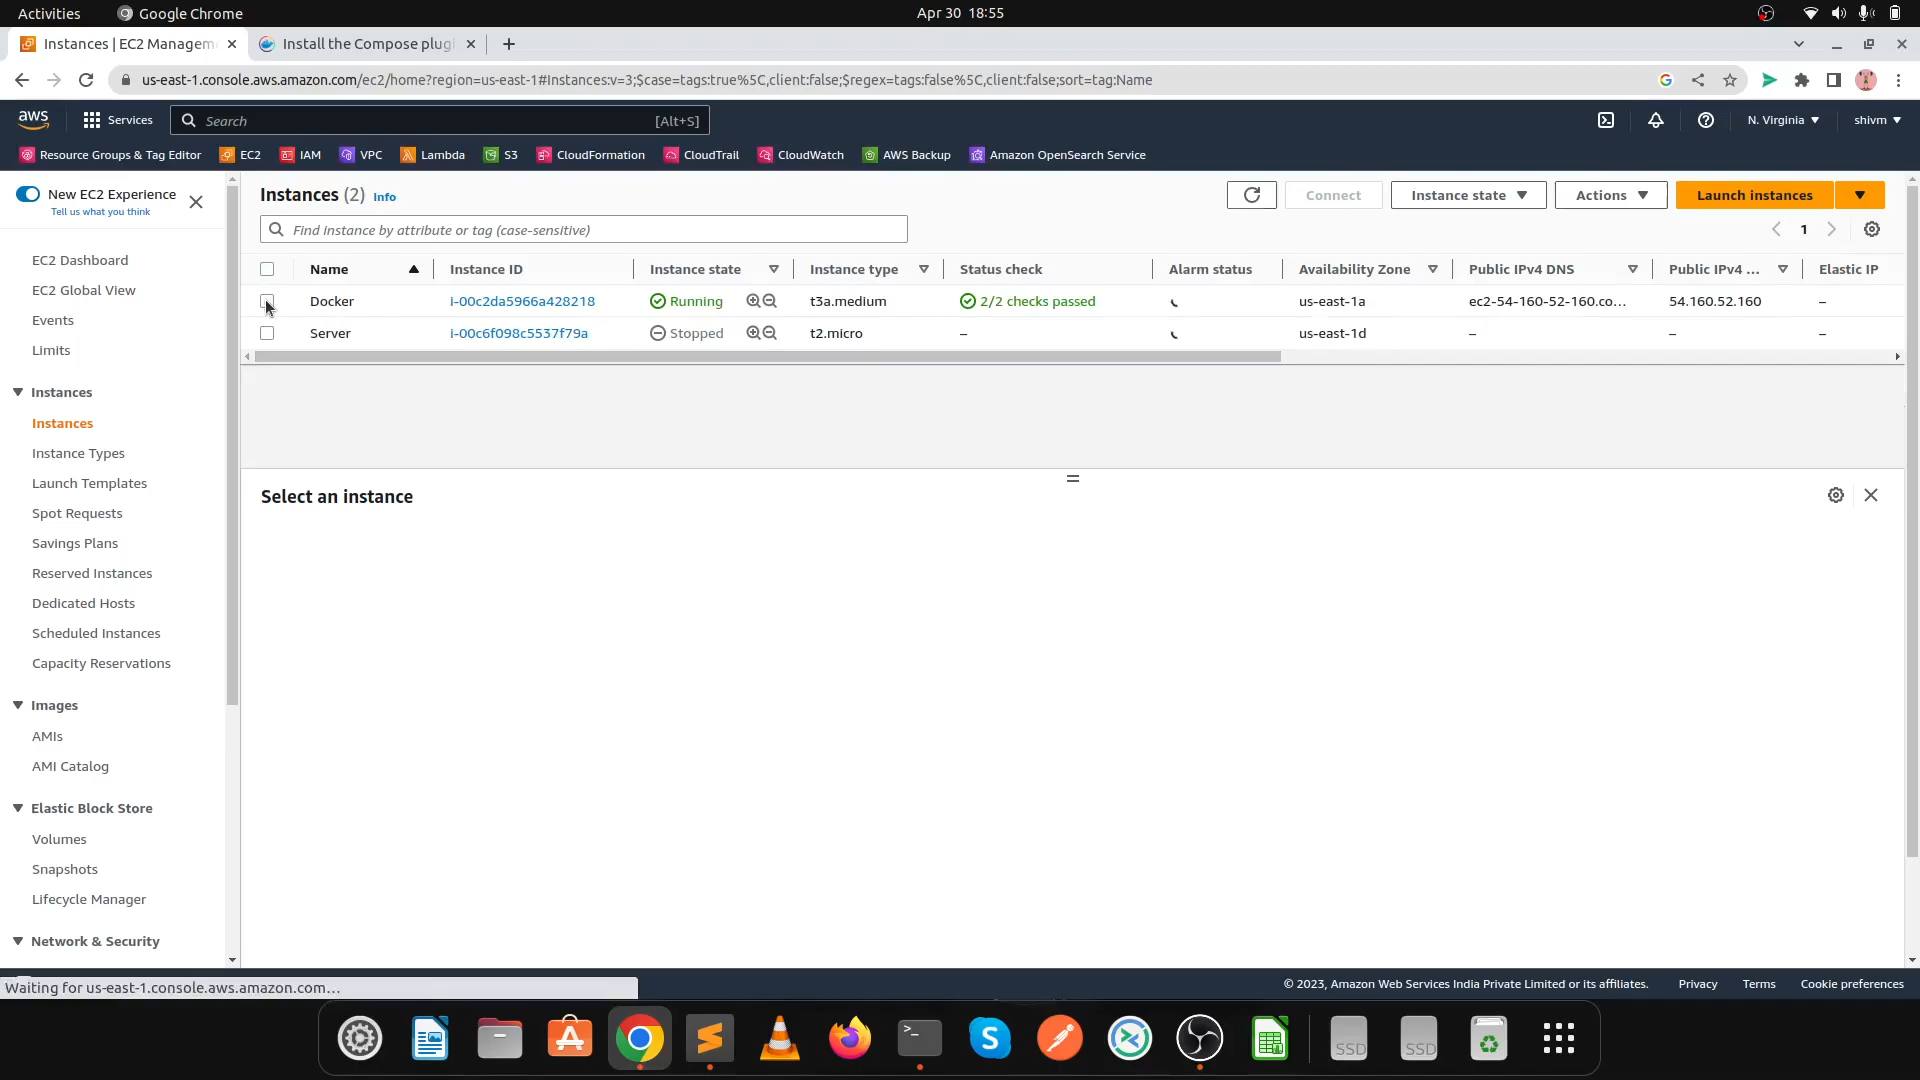 Activities Google Chrome Apr 30 18:55
Instances | EC2 Managem Install the Compose plugi
us-east-1.console.aws.amazon.com/ec2/home?region=us-east-1#Instances:v=3;$case=tags:true%5C,client:false;$regex=tags:false%5C,client:false;sort=tag:Name
aws Services Search [Alt+S] N. Virginia shivm
Resource Groups & Tag Editor EC2 IAM VPC Lambda S3 CloudFormation CloudTrail CloudWatch AWS Backup Amazon OpenSearch Service
New EC2 Experience
Tell us what you think
EC2 Dashboard
EC2 Global View
Events
Limits
Instances
Instances
Instance Types
Launch Templates
Spot Requests
Savings Plans
Reserved Instances
Dedicated Hosts
Scheduled Instances
Capacity Reservations
Images
AMIs
AMI Catalog
Elastic Block Store
Volumes
Snapshots
Lifecycle Manager
Network & Security
Instances (2) Info Connect Instance state Actions Launch instances
Find instance by attribute or tag (case-sensitive) 1
Name Instance ID Instance state Instance type Status check Alarm status Availability Zone Public IPv4 DNS Public IPv4 ... Elastic IP
Docker i-00c2da5966a428218 Running t3a.medium 2/2 checks passed us-east-1a ec2-54-160-52-160.co... 54.160.52.160 –
Server i-00c6f098c5537f79a Stopped t2.micro – us-east-1d – – –
Select an instance
Waiting for us-east-1.console.aws.amazon.com...
© 2023, Amazon Web Services India Private Limited or its affiliates. Privacy Terms Cookie preferences
SSD SSD